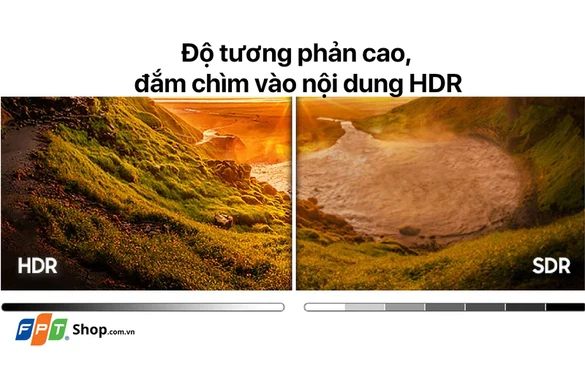 Độ tương phản cao,
đắm chìm vào nội dung HDR
HDR
SDR
FPT Shop.com.vn